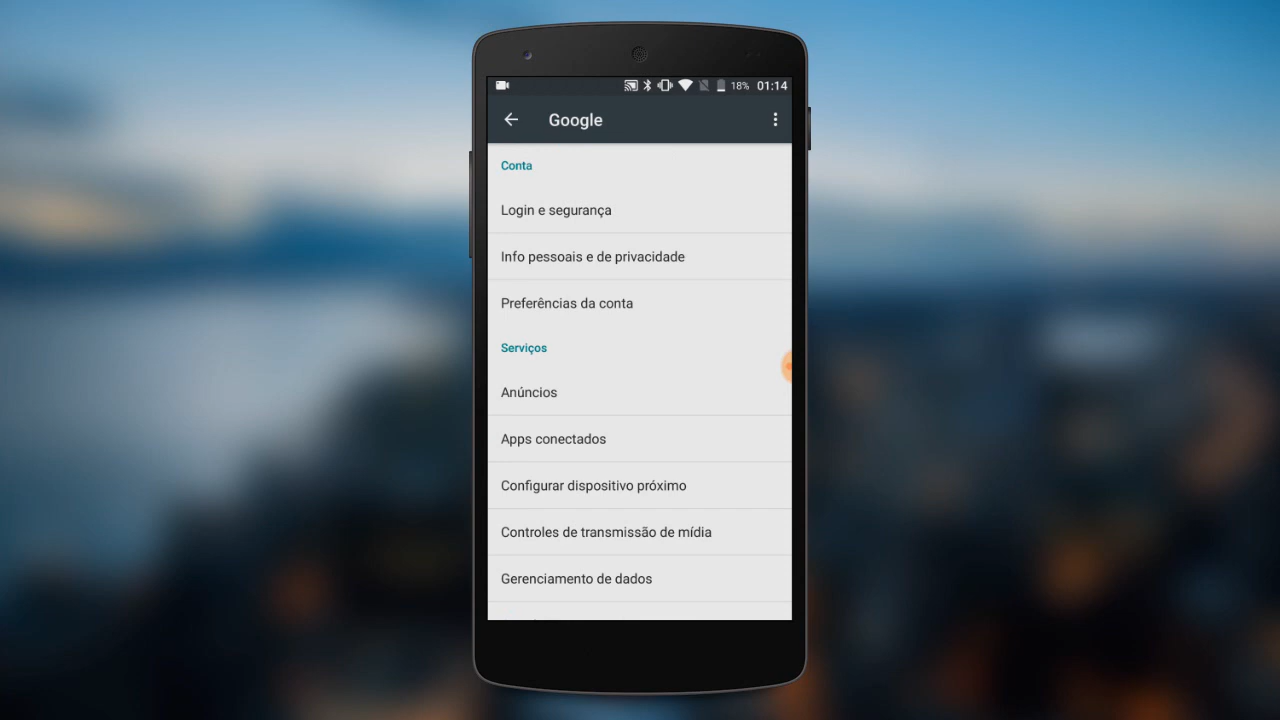 18% 01:14
Google
Conta
Login e segurança
Info pessoais e de privacidade
Preferências da conta
Serviços
Anúncios
Apps conectados
Configurar dispositivo próximo
Controles de transmissão de mídia
Gerenciamento de dados